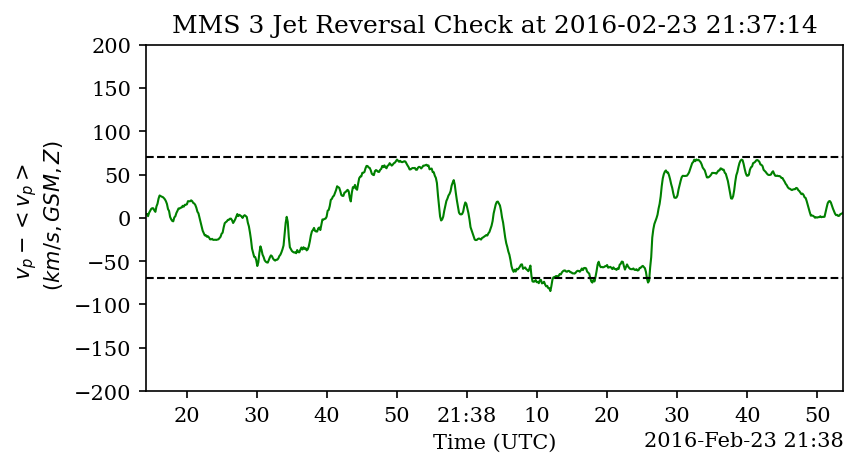 MMS 3 Jet Reversal Check at 2016-02-23 21:37:14
v_p − < v_p >
(km/s, GSM, Z)
200
150
100
50
0
−50
−100
−150
−200
20 30 40 50 21:38 10 20 30 40 50
Time (UTC)
2016-Feb-23 21:38